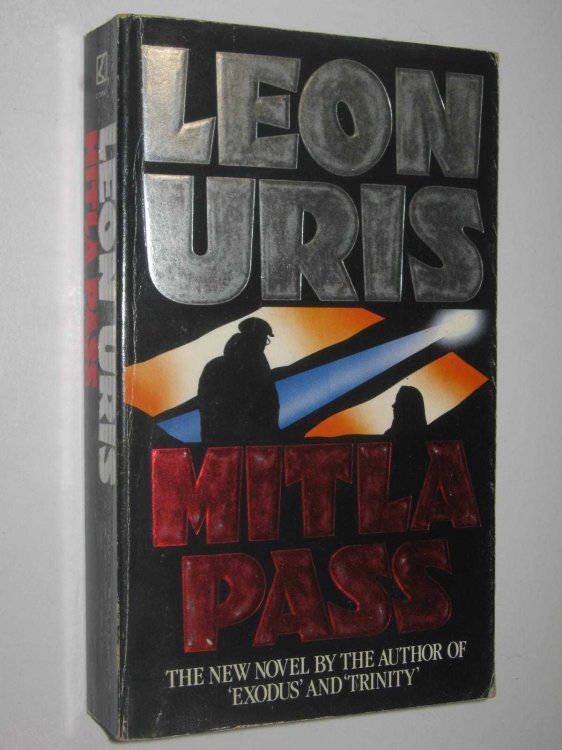 LEON
URIS
MITLA
PASS
THE NEW NOVEL BY THE AUTHOR OF
'EXODUS' AND 'TRINITY'
LEON URIS
MITLA PASS